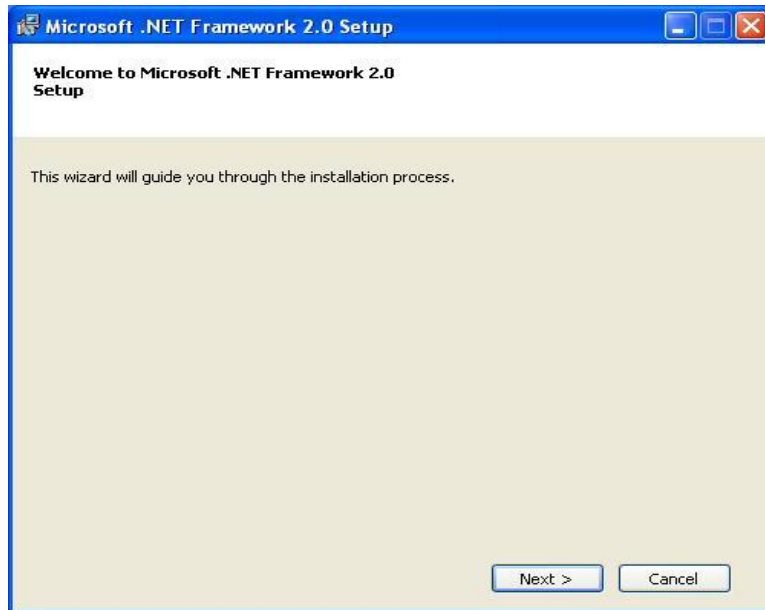 Microsoft .NET Framework 2.0 Setup
Welcome to Microsoft .NET Framework 2.0
Setup
This wizard will guide you through the installation process.
Next >
Cancel